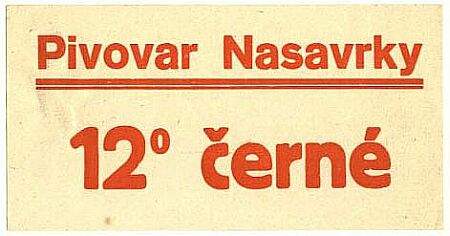 Pivovar Nasavrky
12° černé